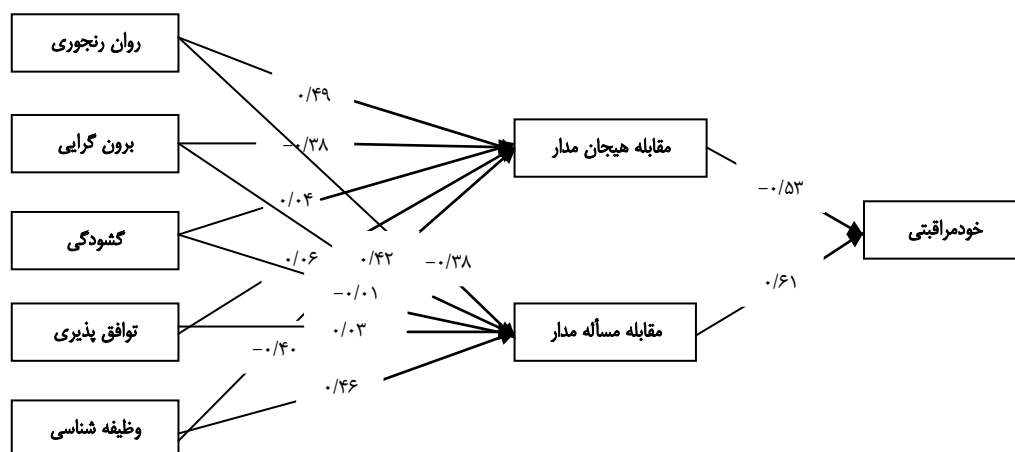 روان رنجوری
برون گرایی
گشودگی
توافق پذیری
وظیفه شناسی
۰/۴۹
−۰/۳۸
۰/۰۴
۰/۰۶
۰/۴۲
−۰/۳۸
−۰/۰۱
۰/۰۳
−۰/۴۰
۰/۴۶
مقابله هیجان مدار
مقابله مسأله مدار
−۰/۵۳
۰/۶۱
خودمراقبتی